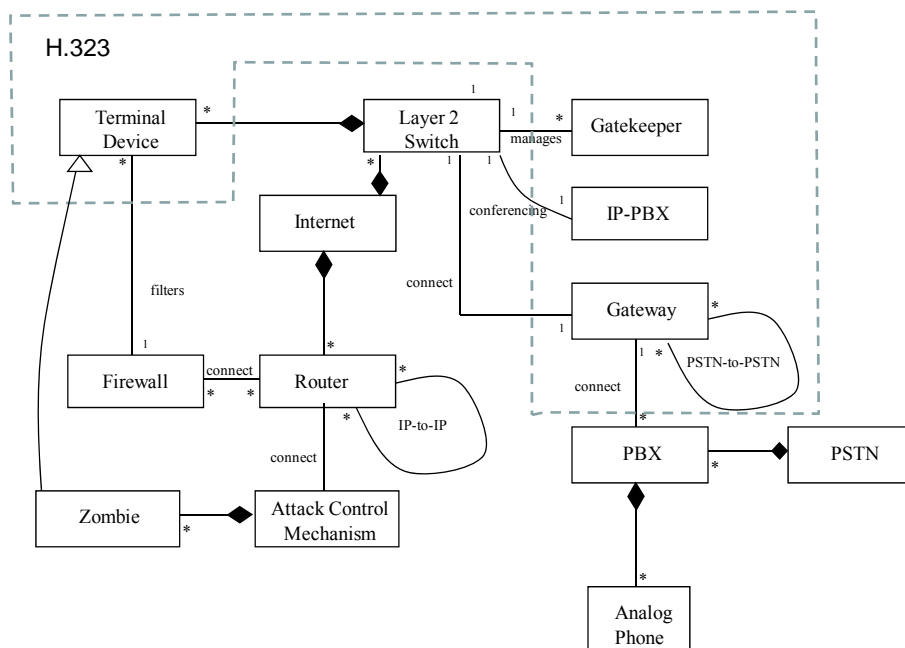 H.323
Terminal
Device
*
*
Layer 2
Switch
1
1
*
manages
Gatekeeper
*
1
1
conferencing
1
IP-PBX
Internet
connect
filters
Gateway
*
1
1
*
PSTN-to-PSTN
1
Firewall
connect
*
*
*
Router
*
*
IP-to-IP
connect
*
PBX
*
PSTN
connect
Zombie
*
Attack Control
Mechanism
*
Analog
Phone